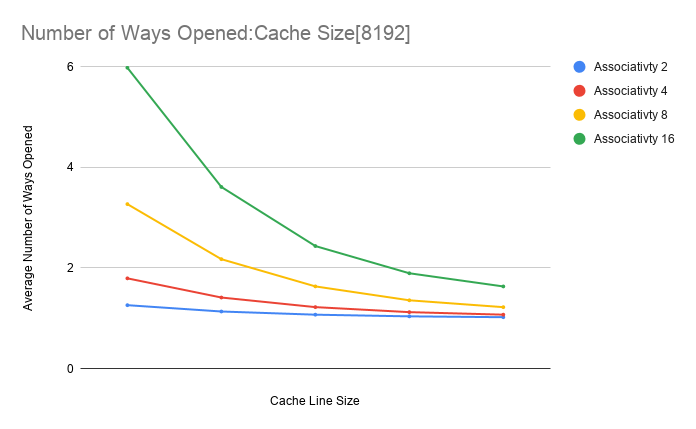 Number of Ways Opened:Cache Size[8192]
Associativty 2
Associativty 4
Associativty 8
Associativty 16
Average Number of Ways Opened
6
4
2
0
Cache Line Size